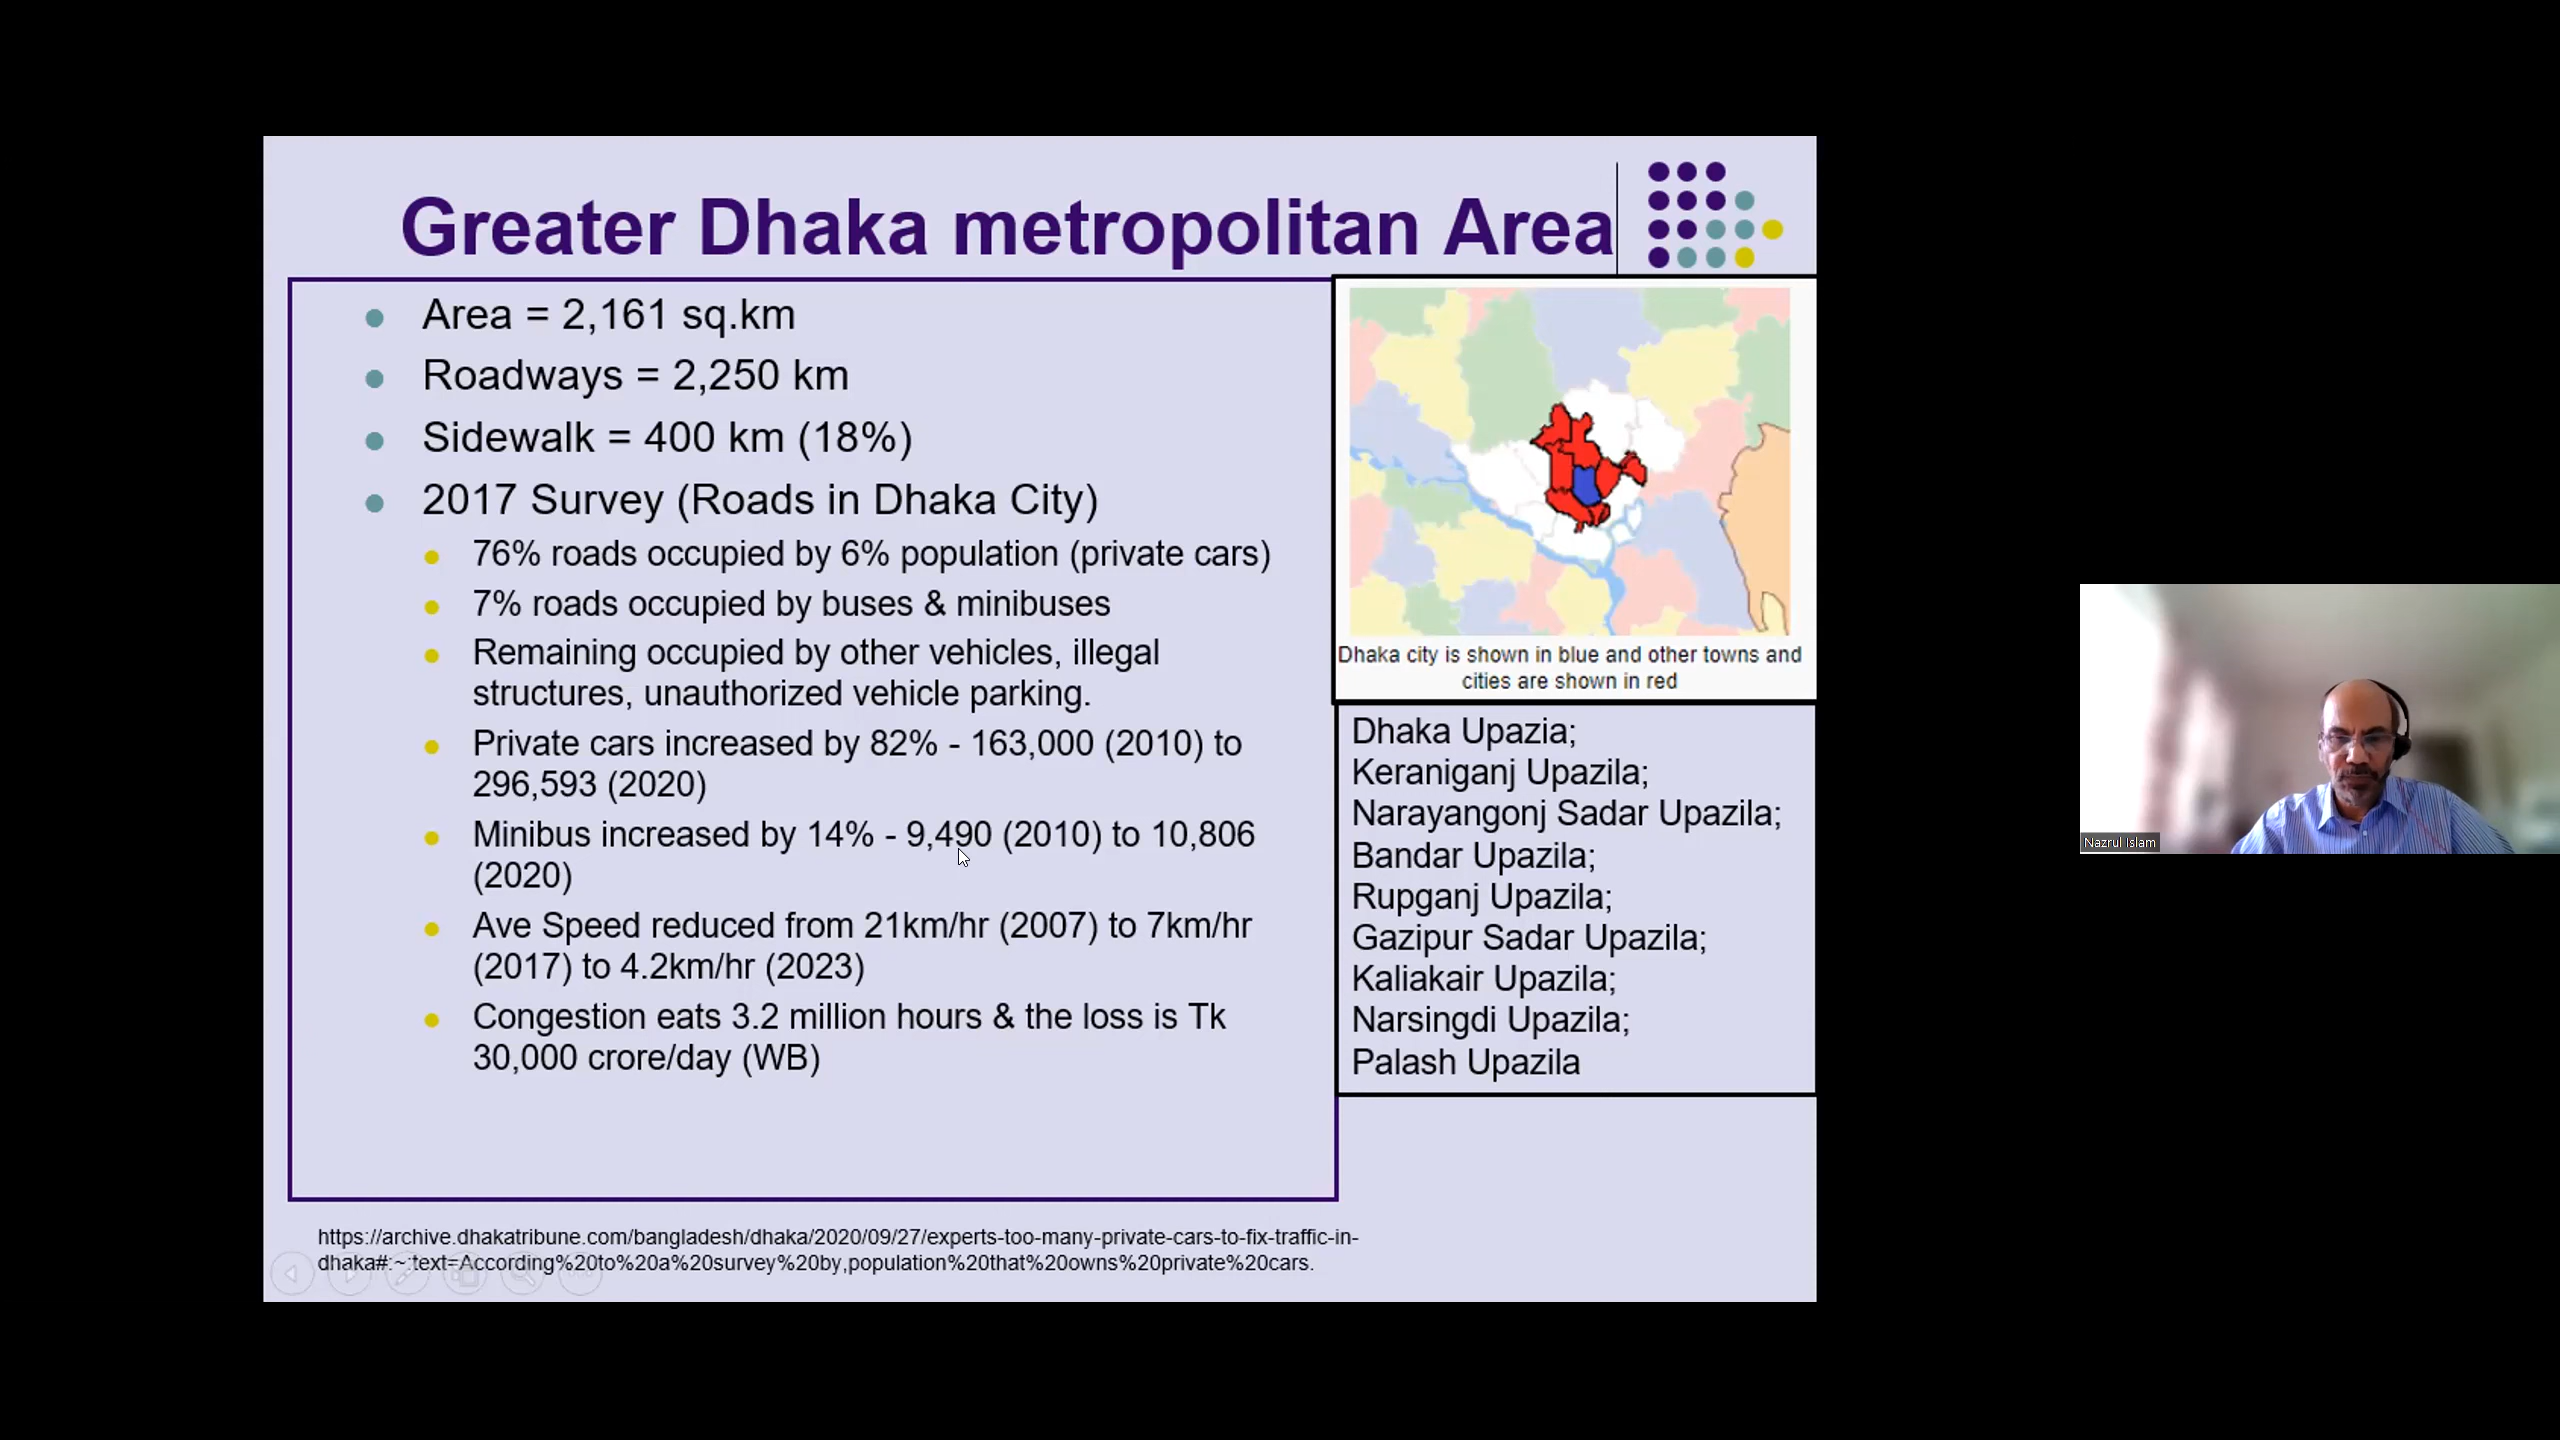 Greater Dhaka metropolitan Area
Area = 2,161 sq.km
Roadways = 2,250 km
Sidewalk = 400 km (18%)
2017 Survey (Roads in Dhaka City)
76% roads occupied by 6% population (private cars)
7% roads occupied by buses & minibuses
Remaining occupied by other vehicles, illegal
structures, unauthorized vehicle parking.
Private cars increased by 82% - 163,000 (2010) to
296,593 (2020)
Minibus increased by 14% - 9,490 (2010) to 10,806
(2020)
Ave Speed reduced from 21km/hr (2007) to 7km/hr
(2017) to 4.2km/hr (2023)
Congestion eats 3.2 million hours & the loss is Tk
30,000 crore/day (WB)
Dhaka city is shown in blue and other towns and
cities are shown in red
Dhaka Upazia;
Keraniganj Upazila;
Narayangonj Sadar Upazila;
Bandar Upazila;
Rupganj Upazila;
Gazipur Sadar Upazila;
Kaliakair Upazila;
Narsingdi Upazila;
Palash Upazila
https://archive.dhakatribune.com/bangladesh/dhaka/2020/09/27/experts-too-many-private-cars-to-fix-traffic-in-
dhaka#:~:text=According%20to%20a%20survey%20by,population%20that%20owns%20private%20cars.
Nazrul Islam